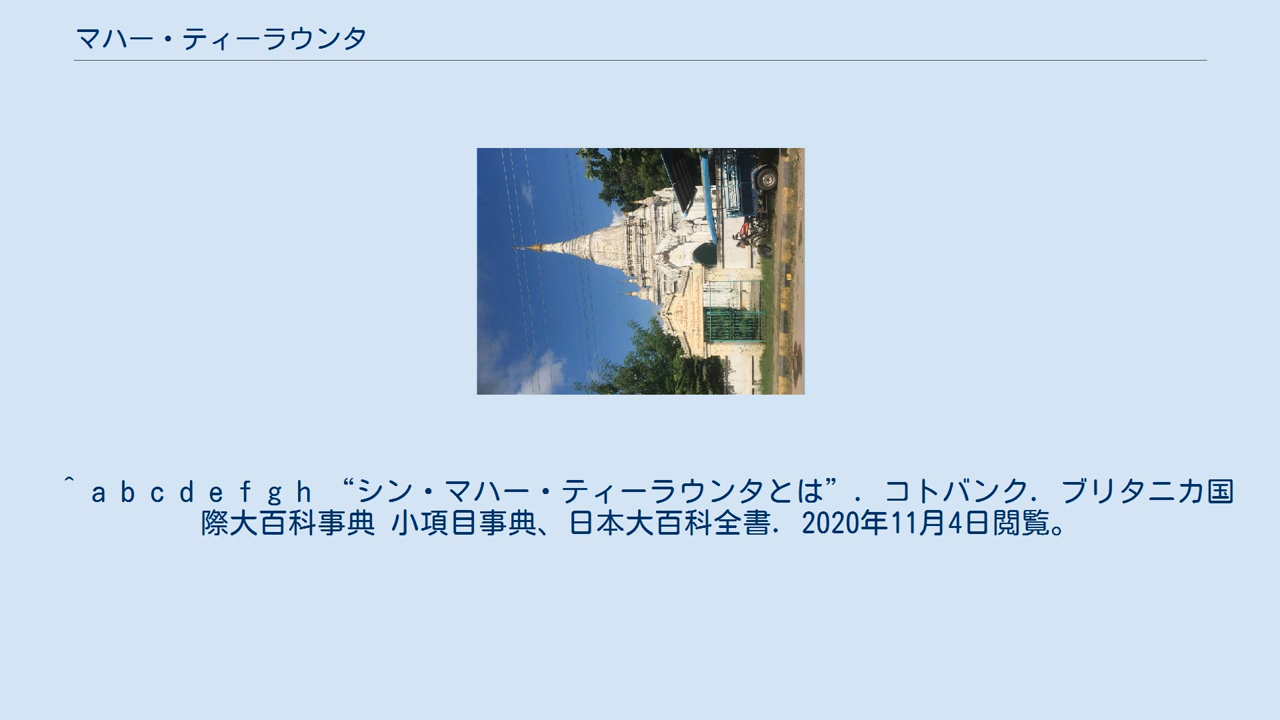 マハー・ティーラウンタ
^ a b c d e f g h “シン・マハー・ティーラウンタとは”. コトバンク. ブリタニカ国
際大百科事典 小項目事典、日本大百科全書. 2020年11月4日閲覧。